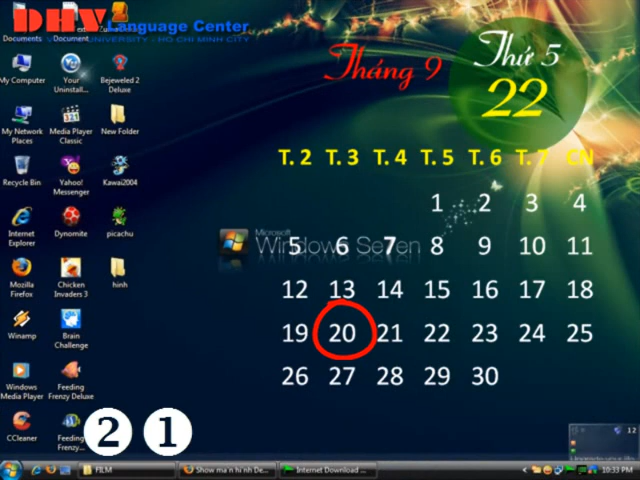 DHV2 Language Center
UNIVERSITY - HO CHI MINH CITY
Documents
Document
My Computer
Your Uninstall...
Bejeweled 2 Deluxe
My Network Places
Media Player Classic
New Folder
Recycle Bin
Yahoo! Messenger
Kawai2004
Internet Explorer
Dynomite
picachu
Mozilla Firefox
Chicken Invaders 3
hinh
Winamp
Brain Challenge
Windows Media Player
Feeding Frenzy Deluxe
CCleaner
Feeding Frenzy...
Tháng 9
Thứ 5
22
T. 2 T. 3 T. 4 T. 5 T. 6 T. 7 CN
1 2 3 4
Microsoft
Windows Seven
5 6 7 8 9 10 11
12 13 14 15 16 17 18
19 20 21 22 23 24 25
26 27 28 29 30
2 1
12
FILM
Show ma`n hi`nh De...
Internet Download ...
10:33 PM